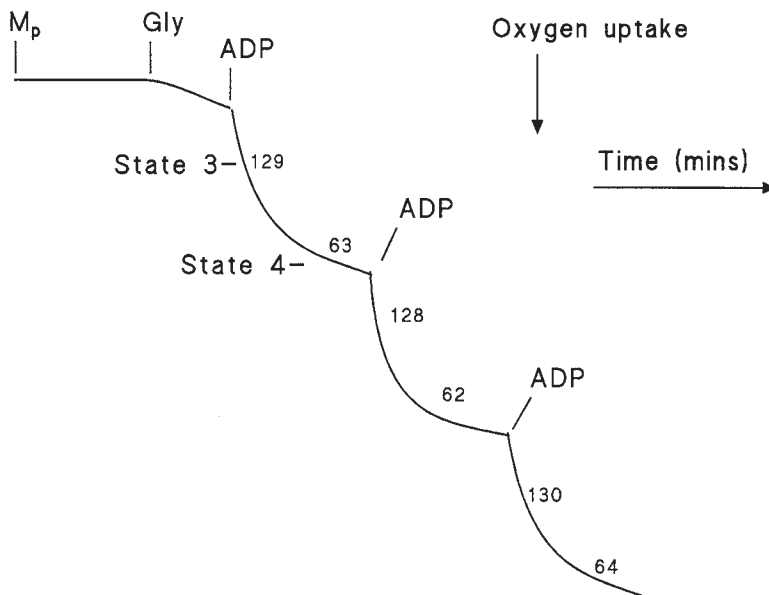 Mp
Gly
ADP
Oxygen uptake
State 3–
129
Time (mins)
ADP
63
State 4–
128
ADP
62
130
64